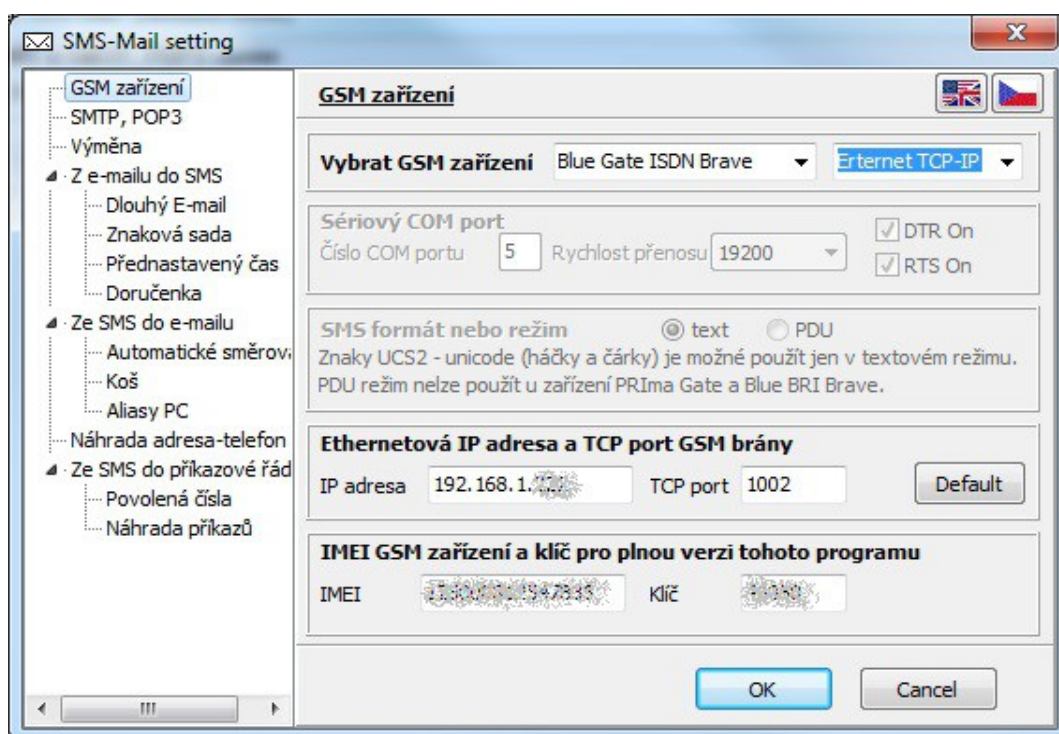 SMS-Mail setting
GSM zařízení
SMTP, POP3
Výměna
Z e-mailu do SMS
Dlouhý E-mail
Znaková sada
Přednastavený čas
Doručenka
Ze SMS do e-mailu
Automatické směrov
Koš
Aliasy PC
Náhrada adresa-telefon
Ze SMS do příkazové řád
Povolená čísla
Náhrada příkazů
GSM zařízení
Vybrat GSM zařízení Blue Gate ISDN Brave Erternet TCP-IP
Sériový COM port
Číslo COM portu 5 Rychlost přenosu 19200 DTR On
RTS On
SMS formát nebo režim text PDU
Znaky UCS2 - unicode (háčky a čárky) je možné použít jen v textovém režimu.
PDU režim nelze použít u zařízení PRIma Gate a Blue BRI Brave.
Ethernetová IP adresa a TCP port GSM brány
IP adresa 192.168.1. TCP port 1002 Default
IMEI GSM zařízení a klíč pro plnou verzi tohoto programu
IMEI Klíč
OK Cancel